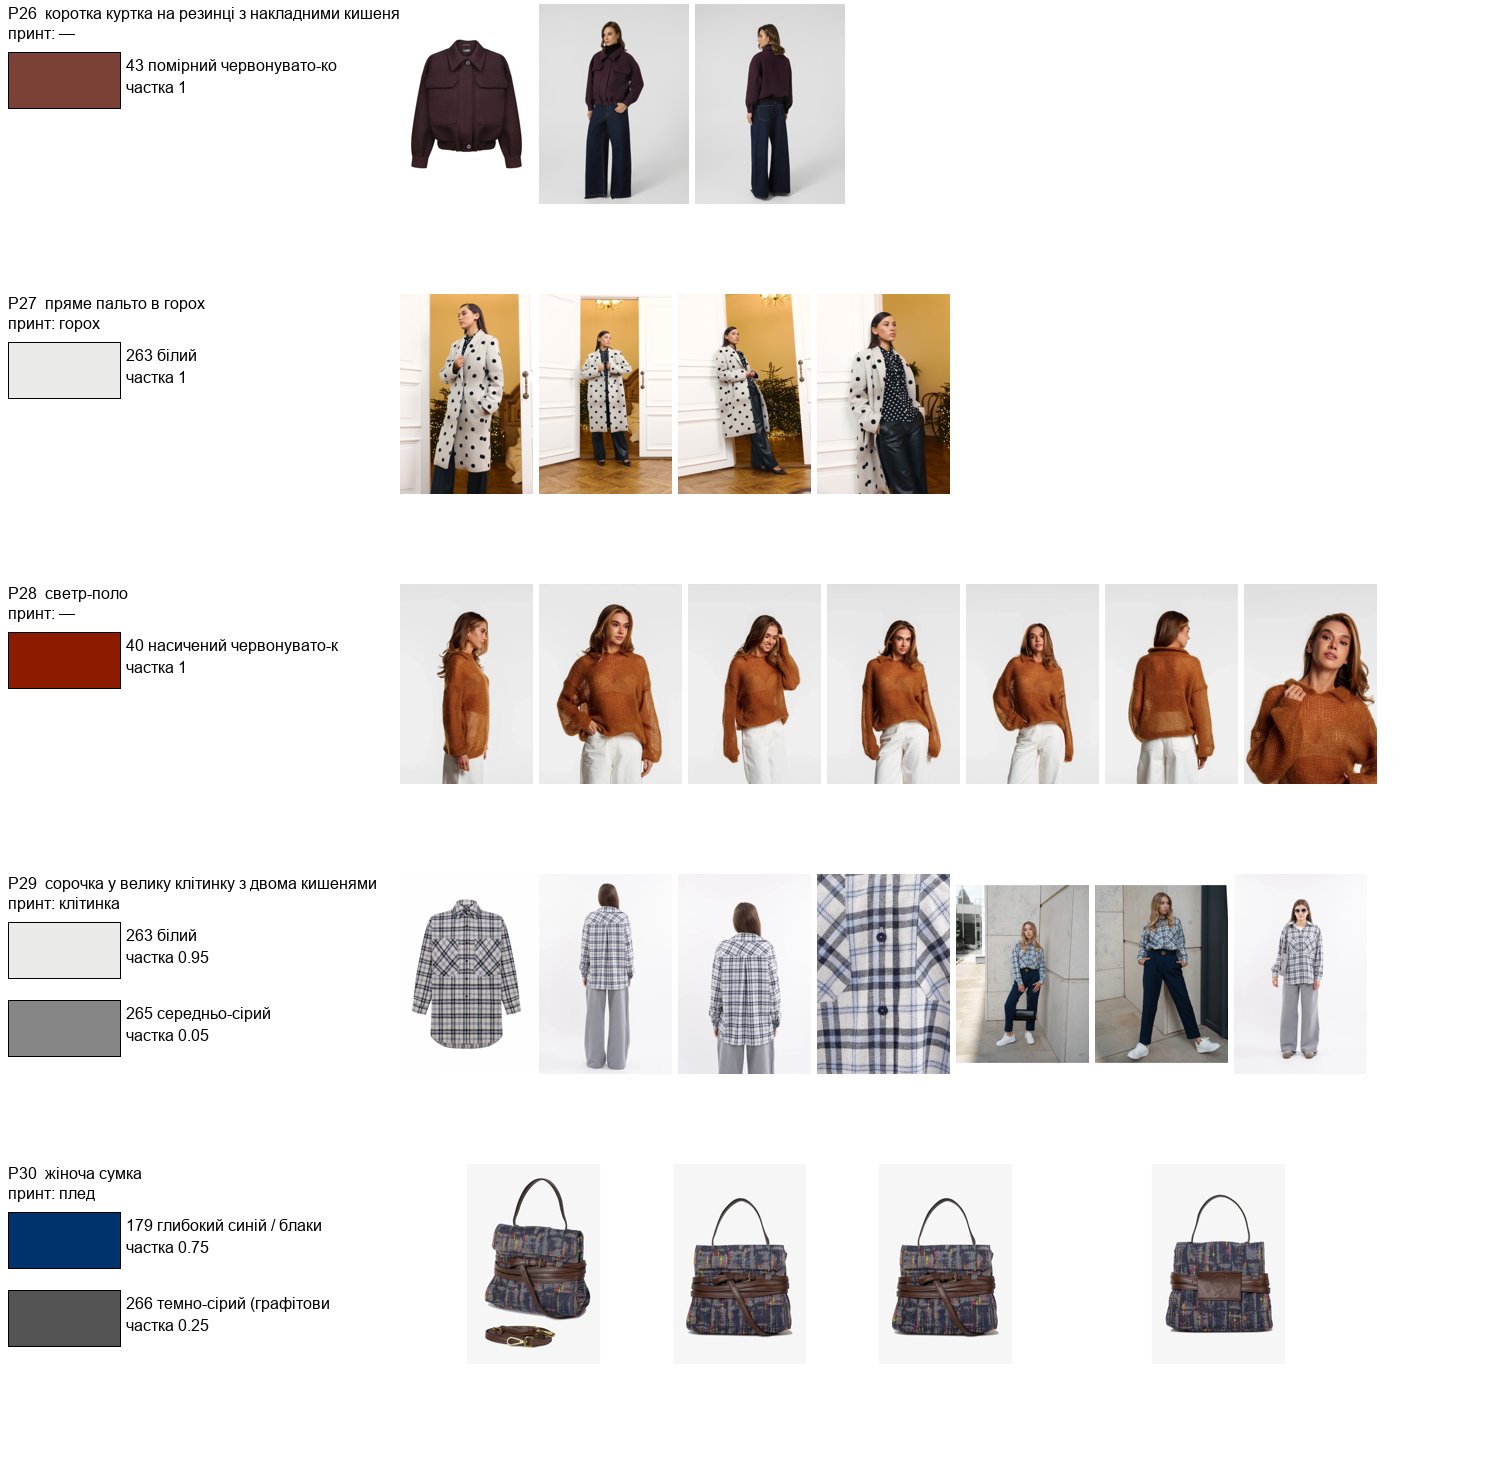 P26 коротка куртка на резинці з накладними кишеня
принт: —
43 помірний червонувато-ко
частка 1
P27 пряме пальто в горох
принт: горох
263 білий
частка 1
P28 светр-поло
принт: —
40 насичений червонувато-к
частка 1
P29 сорочка у велику клітинку з двома кишенями
принт: клітинка
263 білий
частка 0.95
265 середньо-сірий
частка 0.05
P30 жіноча сумка
принт: плед
179 глибокий синій / блаки
частка 0.75
266 темно-сірий (графітови
частка 0.25